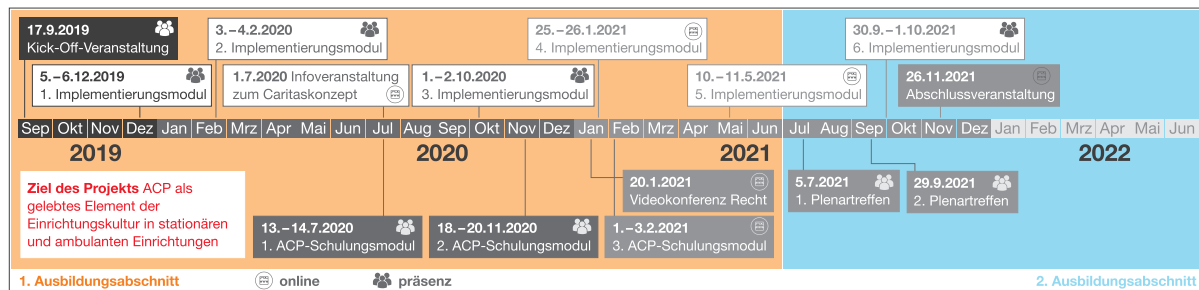 17.9.2019
Kick-Off-Veranstaltung
3. – 4.2.2020
2. Implementierungsmodul
25. – 26.1.2021
4. Implementierungsmodul
30.9. – 1.10.2021
6. Implementierungsmodul
5. – 6.12.2019
1. Implementierungsmodul
1.7.2020 Infoveranstaltung
zum Caritaskonzept
1. – 2.10.2020
3. Implementierungsmodul
10. – 11.5.2021
5. Implementierungsmodul
26.11.2021
Abschlussveranstaltung
Sep Okt Nov Dez Jan Feb Mrz Apr Mai Jun Jul Aug Sep Okt Nov Dez Jan Feb Mrz Apr Mai Jun Jul Aug Sep Okt Nov Dez Jan Feb Mrz Apr Mai Jun
2019 2020 2021 2022
Ziel des Projekts ACP als
gelebtes Element der
Einrichtungskultur in stationären
und ambulanten Einrichtungen
20.1.2021
Videokonferenz Recht
5.7.2021
1. Plenartreffen
29.9.2021
2. Plenartreffen
13. – 14.7.2020
1. ACP-Schulungsmodul
18. – 20.11.2020
2. ACP-Schulungsmodul
1. – 3.2.2021
3. ACP-Schulungsmodul
1. Ausbildungsabschnitt online präsenz 2. Ausbildungsabschnitt